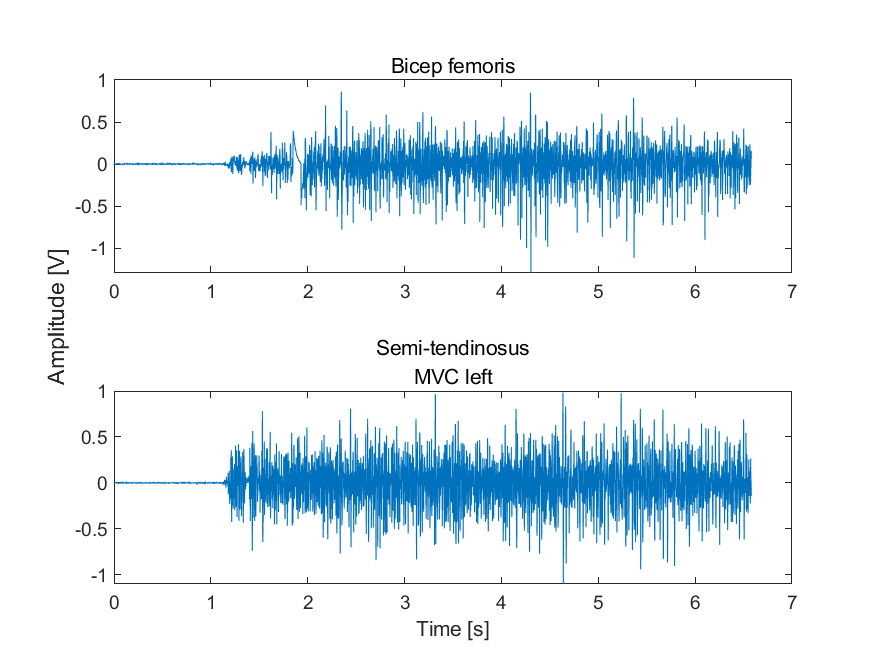 Bicep femoris
1
0.5
0
-0.5
-1
0 1 2 3 4 5 6 7
Amplitude [V]
Semi-tendinosus
MVC left
1
0.5
0
-0.5
-1
0 1 2 3 4 5 6 7
Time [s]